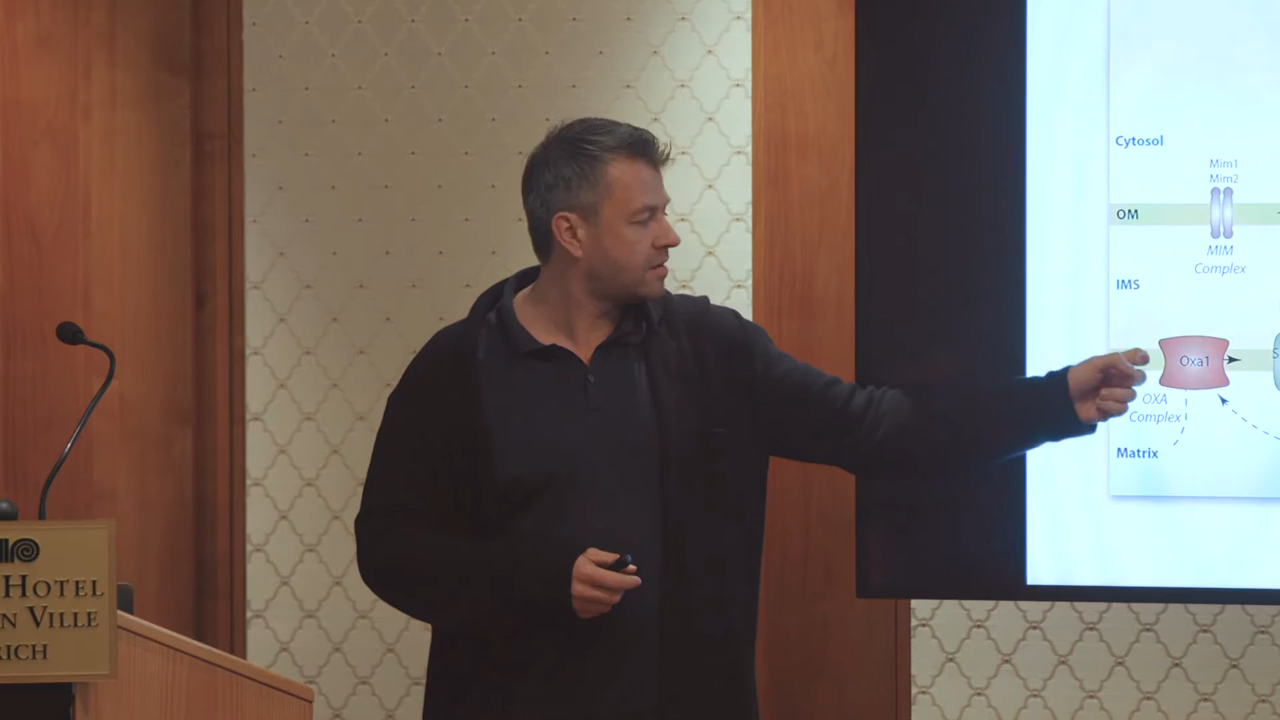 Cytosol
Mim1
Mim2
OM
MIM
Complex
IMS
Oxa1
S
OXA
Complex
Matrix
HOTEL
N VILLE
RICH